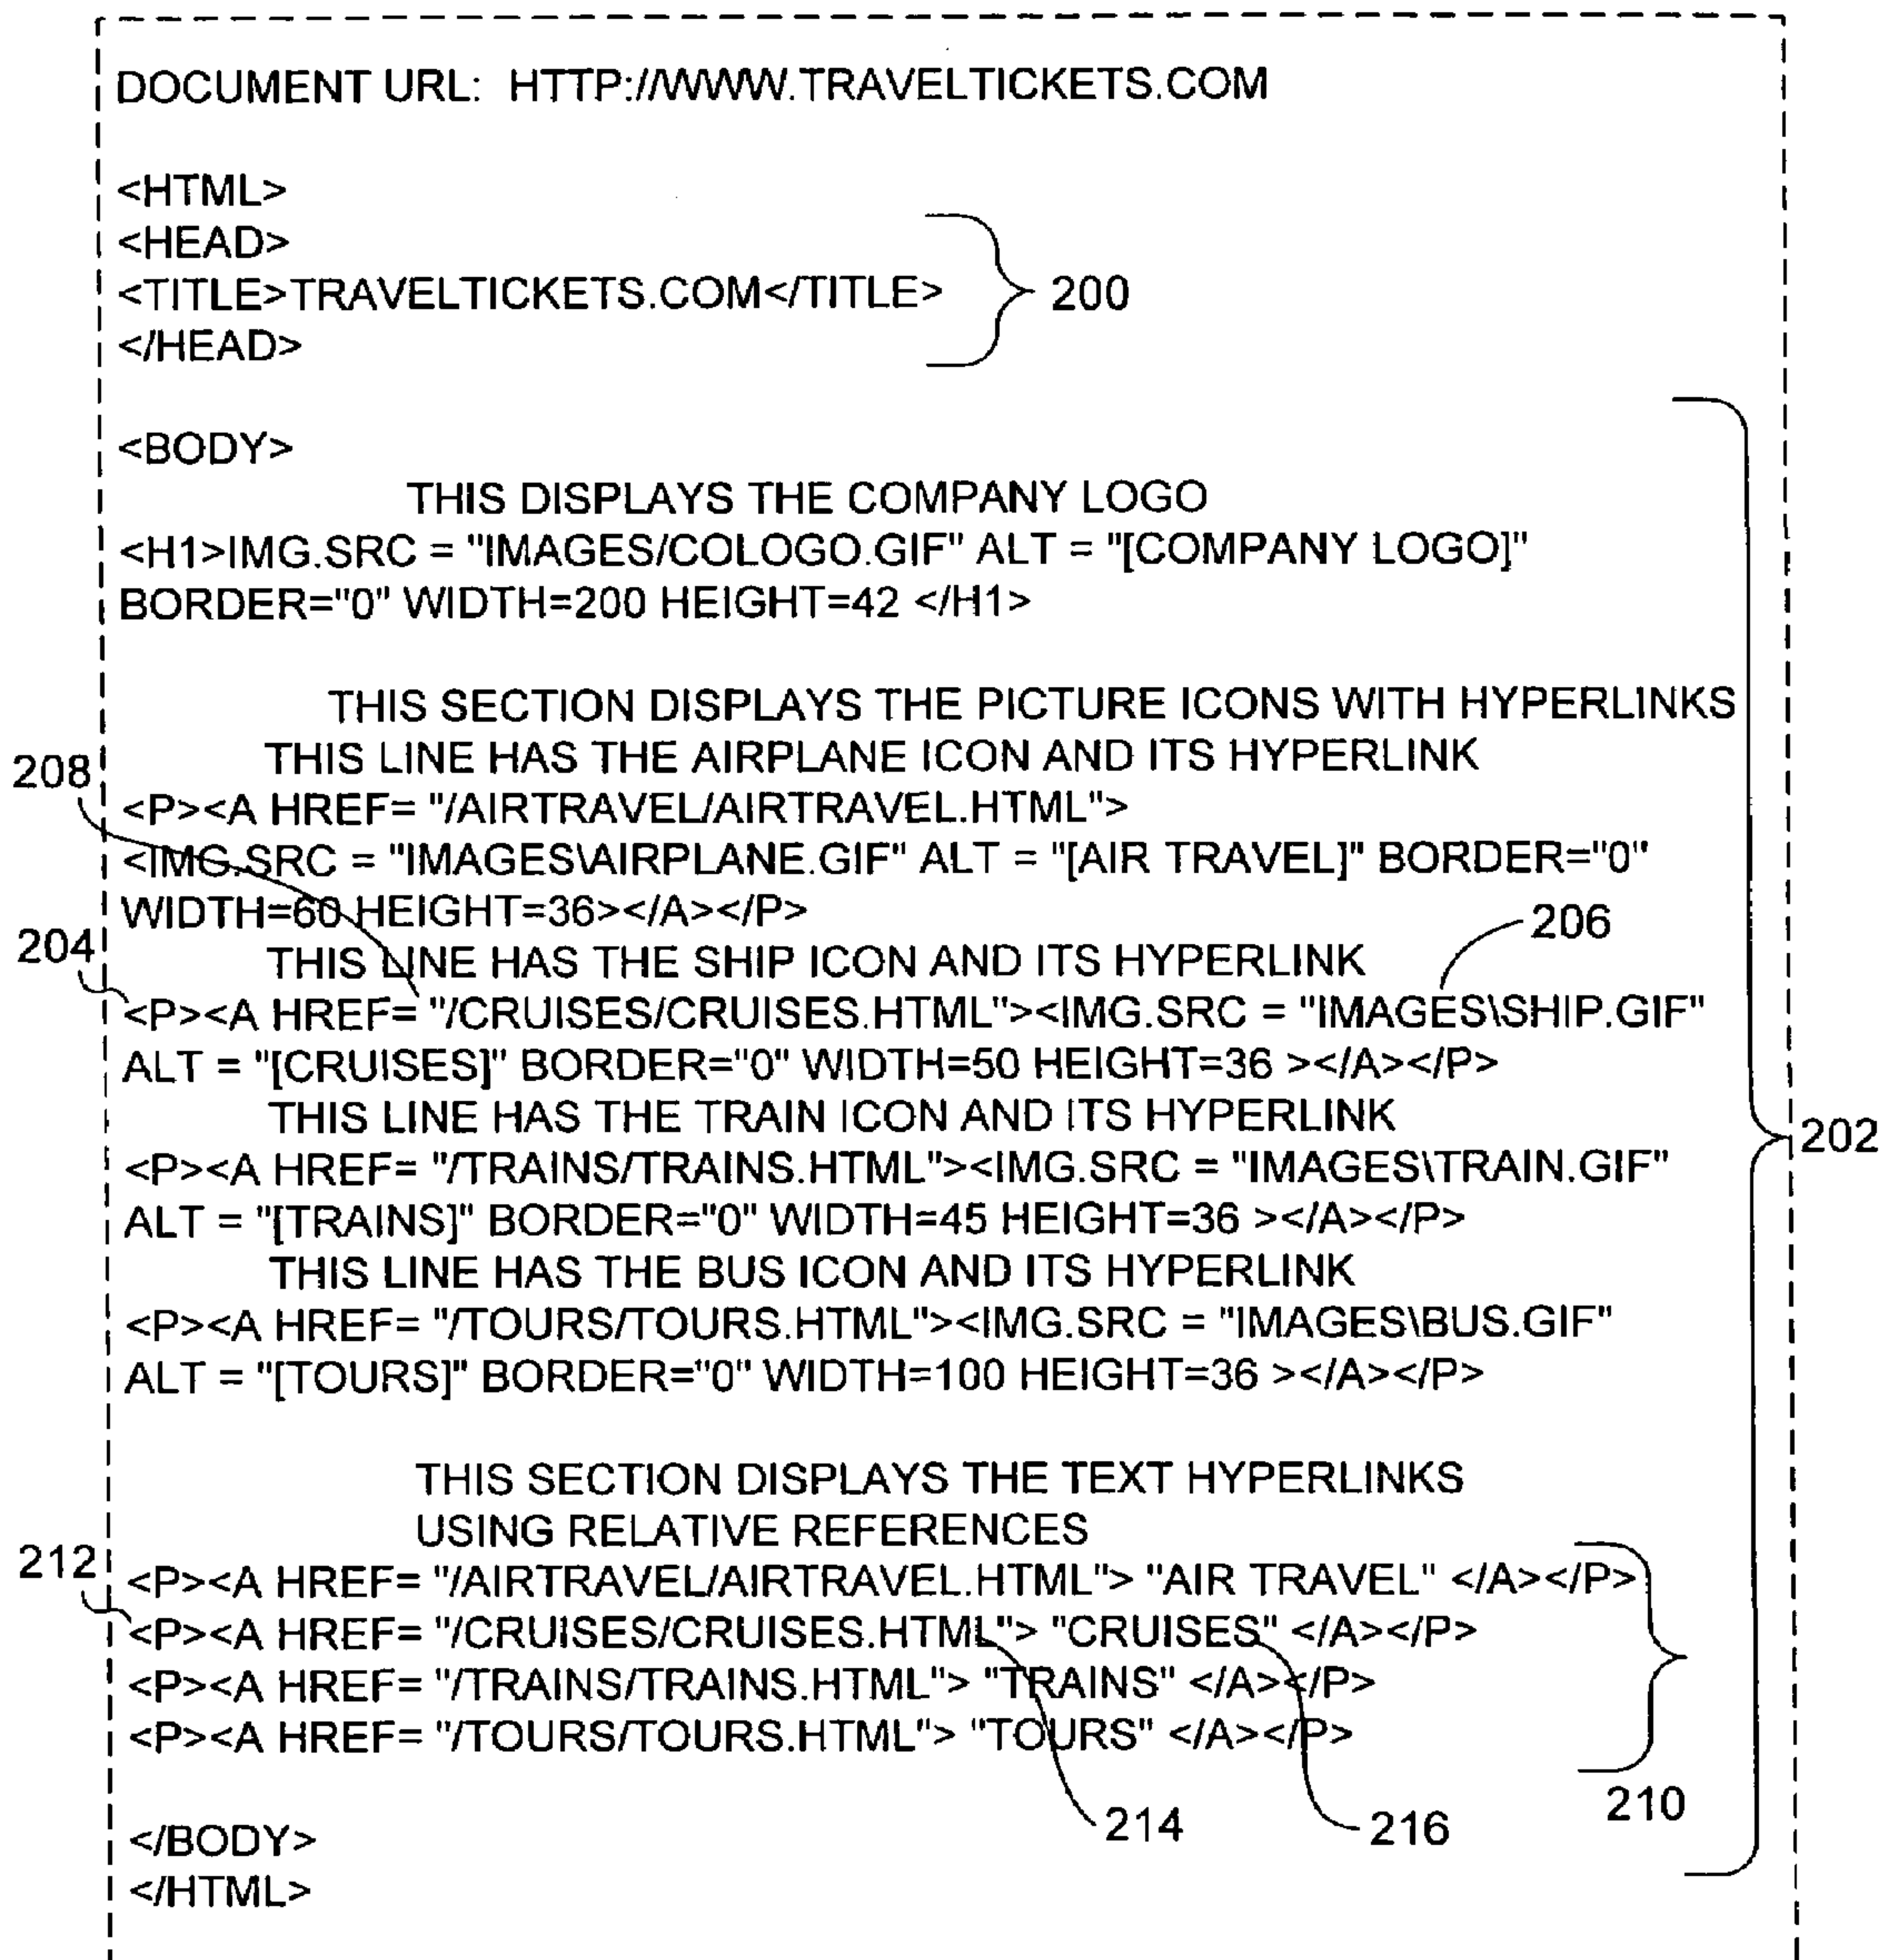 DOCUMENT URL: HTTP://WWW.TRAVELTICKETS.COM
<HTML>
<HEAD>
<TITLE>TRAVELTICKETS.COM</TITLE>
200
</HEAD>
<BODY>
THIS DISPLAYS THE COMPANY LOGO
<H1>IMG.SRC = "IMAGES/COLOGO.GIF" ALT = "[COMPANY LOGO]"
BORDER="0" WIDTH=200 HEIGHT=42 </H1>
THIS SECTION DISPLAYS THE PICTURE ICONS WITH HYPERLINKS
THIS LINE HAS THE AIRPLANE ICON AND ITS HYPERLINK
208
<P><A HREF= "/AIRTRAVEL/AIRTRAVEL.HTML">
<IMG.SRC = "IMAGES\AIRPLANE.GIF" ALT = "[AIR TRAVEL]" BORDER="0"
WIDTH=60 HEIGHT=36></A></P>
206
204
THIS LINE HAS THE SHIP ICON AND ITS HYPERLINK
<P><A HREF= "/CRUISES/CRUISES.HTML"><IMG.SRC = "IMAGES\SHIP.GIF"
ALT = "[CRUISES]" BORDER="0" WIDTH=50 HEIGHT=36 ></A></P>
THIS LINE HAS THE TRAIN ICON AND ITS HYPERLINK
202
<P><A HREF= "/TRAINS/TRAINS.HTML"><IMG.SRC = "IMAGES\TRAIN.GIF"
ALT = "[TRAINS]" BORDER="0" WIDTH=45 HEIGHT=36 ></A></P>
THIS LINE HAS THE BUS ICON AND ITS HYPERLINK
<P><A HREF= "/TOURS/TOURS.HTML"><IMG.SRC = "IMAGES\BUS.GIF"
ALT = "[TOURS]" BORDER="0" WIDTH=100 HEIGHT=36 ></A></P>
THIS SECTION DISPLAYS THE TEXT HYPERLINKS
USING RELATIVE REFERENCES
212
<P><A HREF= "/AIRTRAVEL/AIRTRAVEL.HTML"> "AIR TRAVEL" </A></P>
<P><A HREF= "/CRUISES/CRUISES.HTML"> "CRUISES" </A></P>
<P><A HREF= "/TRAINS/TRAINS.HTML"> "TRAINS" </A></P>
<P><A HREF= "/TOURS/TOURS.HTML"> "TOURS" </A></P>
210
214
216
</BODY>
</HTML>